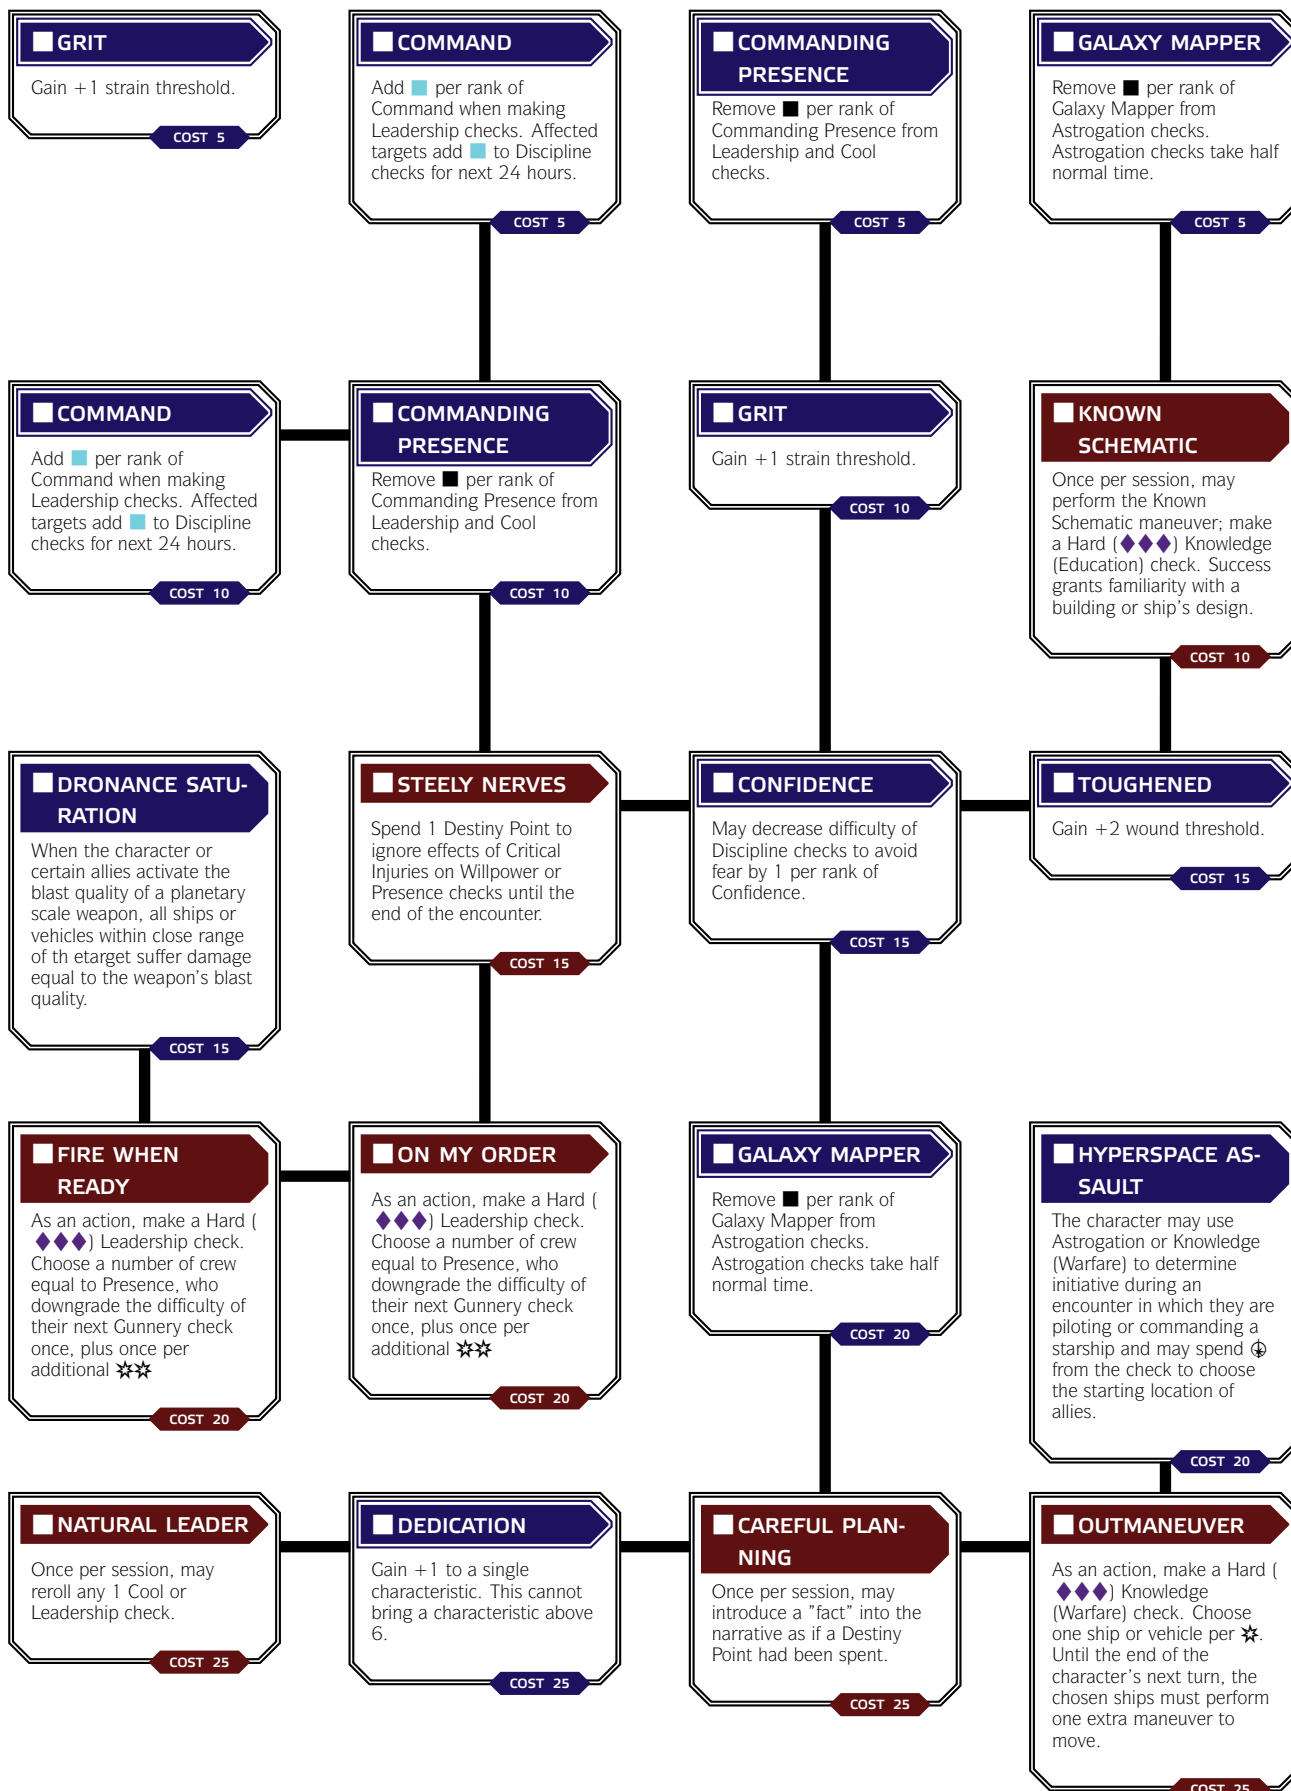 GRIT
Gain +1 strain threshold.
COST 5
COMMAND
Add per rank of
Command when making
Leadership checks. Affected
targets add to Discipline
checks for next 24 hours.
COST 5
COMMANDING
PRESENCE
Remove per rank of
Commanding Presence from
Leadership and Cool
checks.
COST 5
GALAXY MAPPER
Remove per rank of
Galaxy Mapper from
Astrogation checks.
Astrogation checks take half
normal time.
COST 5
COMMAND
Add per rank of
Command when making
Leadership checks. Affected
targets add to Discipline
checks for next 24 hours.
COST 10
COMMANDING
PRESENCE
Remove per rank of
Commanding Presence from
Leadership and Cool
checks.
COST 10
GRIT
Gain +1 strain threshold.
COST 10
KNOWN
SCHEMATIC
Once per session, may
perform the Known
Schematic maneuver; make
a Hard (♦♦♦) Knowledge
(Education) check. Success
grants familiarity with a
building or ship's design.
COST 10
DRONANCE SATU-
RATION
When the character or
certain allies activate the
blast quality of a planetary
scale weapon, all ships or
vehicles within close range
of th etarget suffer damage
equal to the weapon's blast
quality.
COST 15
STEELY NERVES
Spend 1 Destiny Point to
ignore effects of Critical
Injuries on Willpower or
Presence checks until the
end of the encounter.
COST 15
CONFIDENCE
May decrease difficulty of
Discipline checks to avoid
fear by 1 per rank of
Confidence.
COST 15
TOUGHENED
Gain +2 wound threshold.
COST 15
FIRE WHEN
READY
As an action, make a Hard (
♦♦♦) Leadership check.
Choose a number of crew
equal to Presence, who
downgrade the difficulty of
their next Gunnery check
once, plus once per
additional
COST 20
ON MY ORDER
As an action, make a Hard (
♦♦♦) Leadership check.
Choose a number of crew
equal to Presence, who
downgrade the difficulty of
their next Gunnery check
once, plus once per
additional
COST 20
GALAXY MAPPER
Remove per rank of
Galaxy Mapper from
Astrogation checks.
Astrogation checks take half
normal time.
COST 20
HYPERSPACE AS-
SAULT
The character may use
Astrogation or Knowledge
(Warfare) to determine
initiative during an
encounter in which they are
piloting or commanding a
starship and may spend
from the check to choose
the starting location of
allies.
COST 20
NATURAL LEADER
Once per session, may
reroll any 1 Cool or
Leadership check.
COST 25
DEDICATION
Gain +1 to a single
characteristic. This cannot
bring a characteristic above
6.
COST 25
CAREFUL PLAN-
NING
Once per session, may
introduce a "fact" into the
narrative as if a Destiny
Point had been spent.
COST 25
OUTMANEUVER
As an action, make a Hard (
♦♦♦) Knowledge
(Warfare) check. Choose
one ship or vehicle per .
Until the end of the
character's next turn, the
chosen ships must perform
one extra maneuver to
move.
COST 25